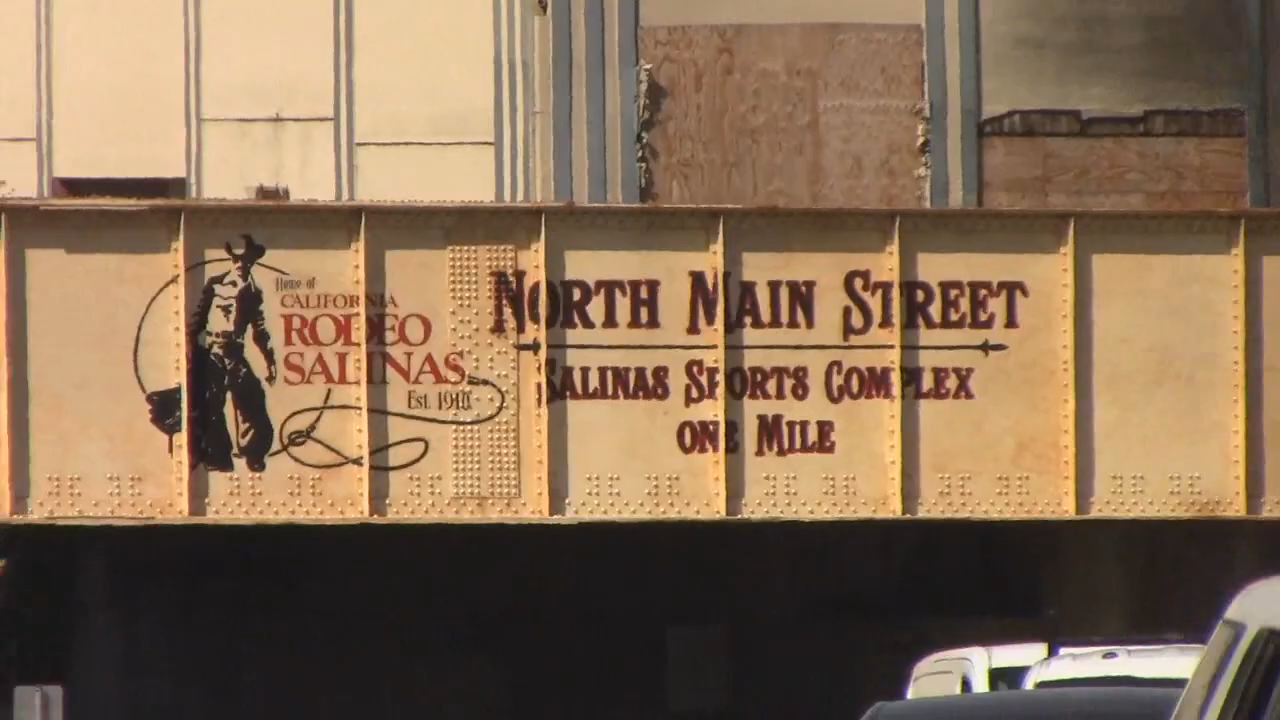 Home of
CALIFORNIA
RODEO
SALINAS
Est. 1910
NORTH MAIN STREET
SALINAS SPORTS COMPLEX
ONE MILE